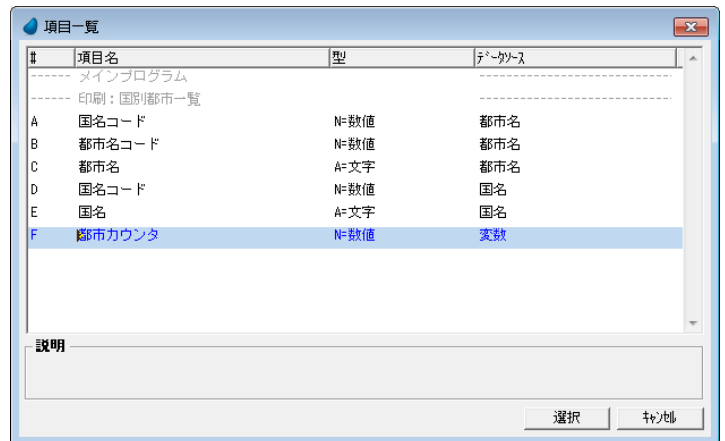 項目一覧
# 項目名 型 ﾃﾞｰﾀｿｰｽ
------ メインプログラム ------------------------
------ 印刷：国別都市一覧 ------------------------
A 国名コード N=数値 都市名
B 都市名コード N=数値 都市名
C 都市名 A=文字 都市名
D 国名コード N=数値 国名
E 国名 A=文字 国名
F 都市カウンタ N=数値 変数
説明
選択 ｷｬﾝｾﾙ